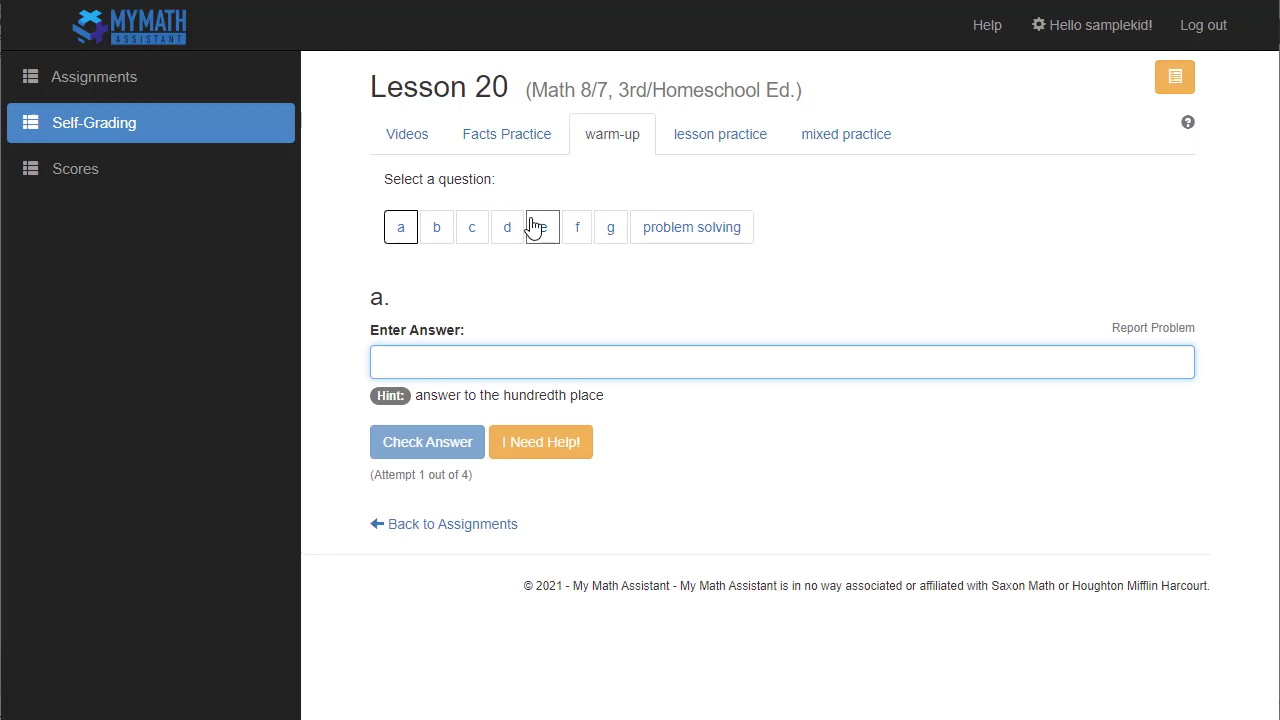 MYMATH
ASSISTANT
Help
Hello samplekid!
Log out
Assignments
Self-Grading
Scores
Lesson 20 (Math 8/7, 3rd/Homeschool Ed.)
Videos
Facts Practice
warm-up
lesson practice
mixed practice
Select a question:
a
b
c
d
e
f
g
problem solving
a.
Enter Answer:
Report Problem
Hint: answer to the hundredth place
Check Answer
I Need Help!
(Attempt 1 out of 4)
Back to Assignments
© 2021 - My Math Assistant - My Math Assistant is in no way associated or affiliated with Saxon Math or Houghton Mifflin Harcourt.